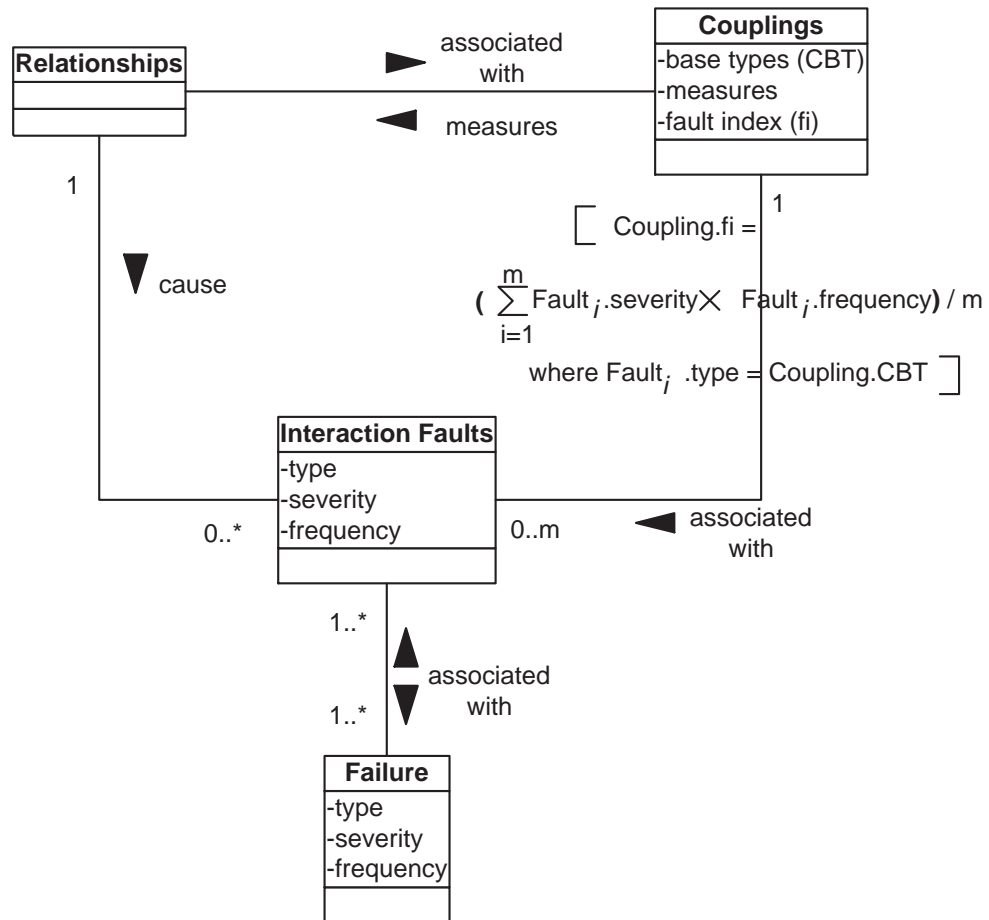 Relationships
associated
with
measures
Couplings
-base types (CBT)
-measures
-fault index (fi)
1
1
[ Coupling.fi =
( m∑i=1 Fault i .severity× Fault i .frequency) / m
where Fault i .type = Coupling.CBT ]
cause
Interaction Faults
-type
-severity
-frequency
0..*
0..m
associated
with
1..*
associated
with
1..*
Failure
-type
-severity
-frequency